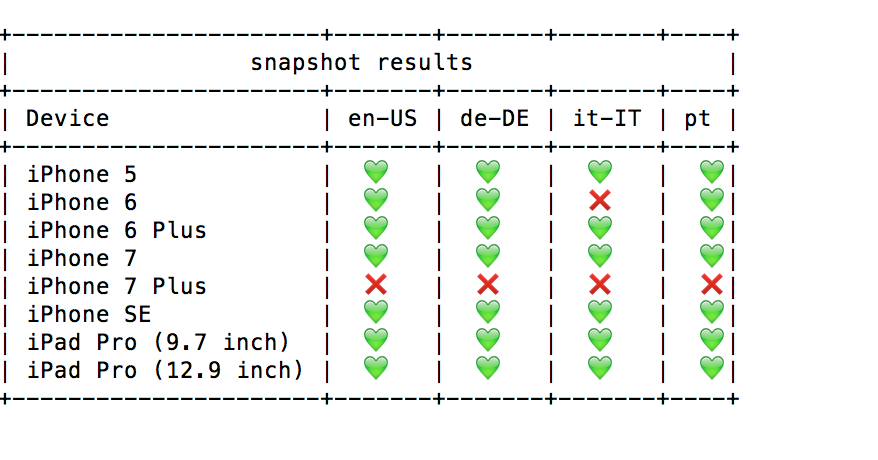 +----------------------+-------+-------+-------+----+
| snapshot results |
+----------------------+-------+-------+-------+----+
| Device | en-US | de-DE | it-IT | pt |
+----------------------+-------+-------+-------+----+
| iPhone 5 | 💚 | 💚 | 💚 | 💚|
| iPhone 6 | 💚 | 💚 | ❌ | 💚|
| iPhone 6 Plus | 💚 | 💚 | 💚 | 💚|
| iPhone 7 | 💚 | 💚 | 💚 | 💚|
| iPhone 7 Plus | ❌ | ❌ | ❌ | ❌|
| iPhone SE | 💚 | 💚 | 💚 | 💚|
| iPad Pro (9.7 inch) | 💚 | 💚 | 💚 | 💚|
| iPad Pro (12.9 inch) | 💚 | 💚 | 💚 | 💚|
+----------------------+-------+-------+-------+----+